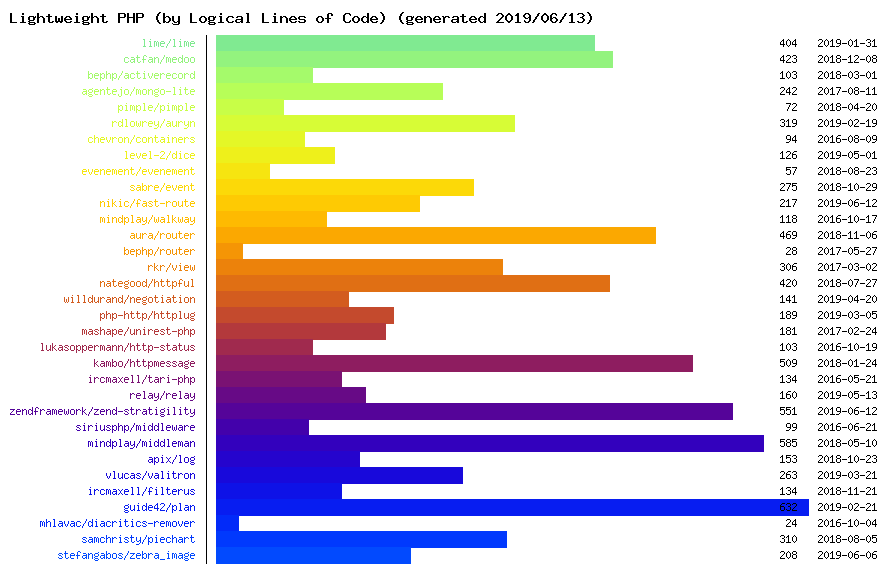 Lightweight PHP (by Logical Lines of Code) (generated 2019/06/13)
lime/lime 404 2019-01-31
catfan/medoo 423 2018-12-08
bephp/activerecord 103 2018-03-01
agentejo/mongo-lite 242 2017-08-11
pimple/pimple 72 2018-04-20
rdlowrey/auryn 319 2019-02-19
chevron/containers 94 2016-08-09
level-2/dice 126 2019-05-01
evenement/evenement 57 2018-08-23
sabre/event 275 2018-10-29
nikic/fast-route 217 2019-06-12
mindplay/walkway 118 2016-10-17
aura/router 469 2018-11-06
bephp/router 28 2017-05-27
rkr/view 306 2017-03-02
nategood/httpful 420 2018-07-27
willdurand/negotiation 141 2019-04-20
php-http/httplug 189 2019-03-05
mashape/unirest-php 181 2017-02-24
lukasoppermann/http-status 103 2016-10-19
kambo/httpmessage 509 2018-01-24
ircmaxell/tari-php 134 2016-05-21
relay/relay 160 2019-05-13
zendframework/zend-stratigility 551 2019-06-12
siriusphp/middleware 99 2016-06-21
mindplay/middleman 585 2018-05-10
apix/log 153 2018-10-23
vlucas/valitron 263 2019-03-21
ircmaxell/filterus 134 2018-11-21
guide42/plan 632 2019-02-21
mhlavac/diacritics-remover 24 2016-10-04
samchristy/piechart 310 2018-08-05
stefangabos/zebra_image 208 2019-06-06